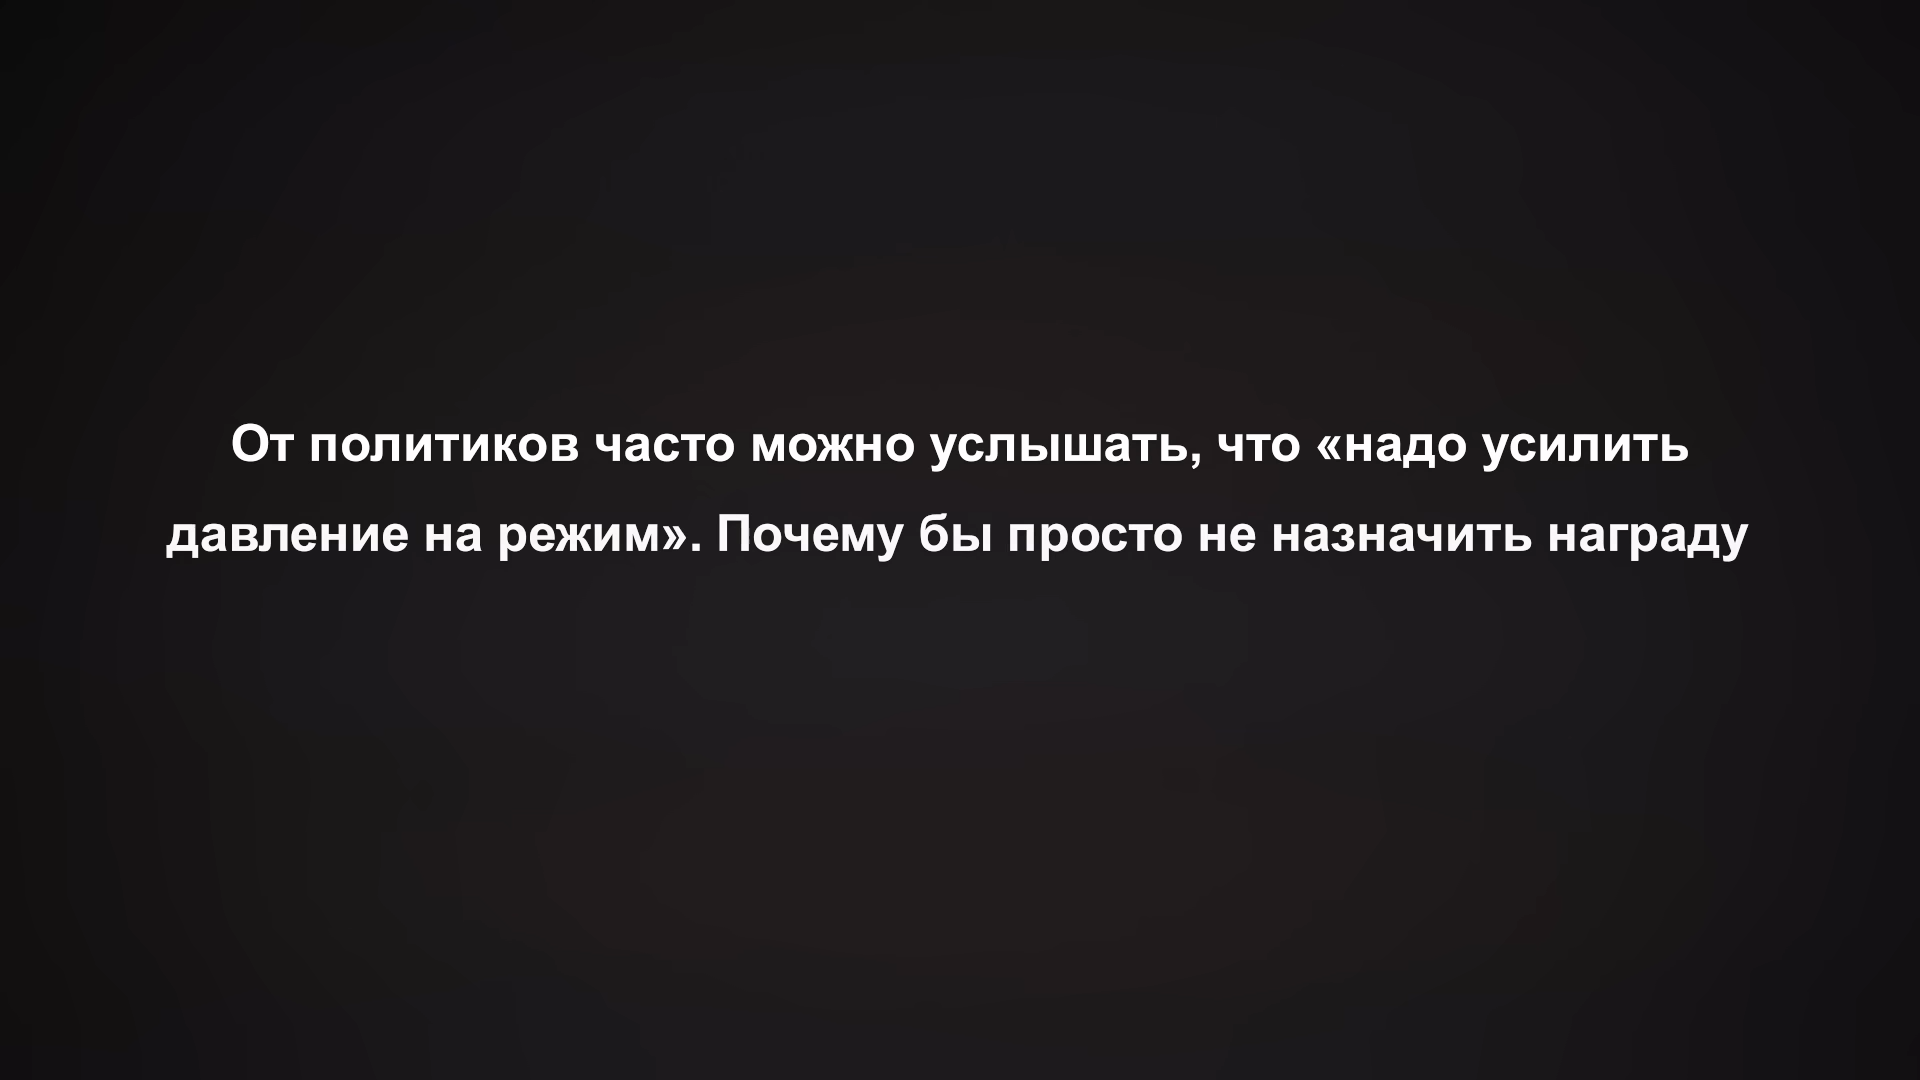 От политиков часто можно услышать, что «надо усилить
давление на режим». Почему бы просто не назначить награду